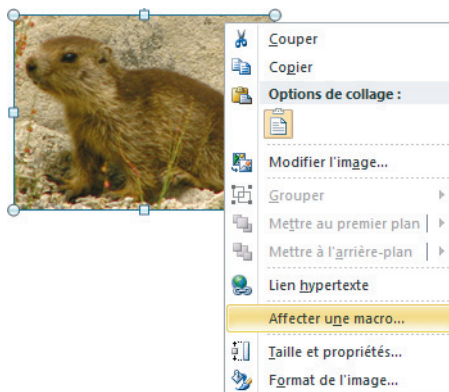 Couper
Copier
Options de collage :
Modifier l'image...
Grouper
Mettre au premier plan
Mettre à l'arrière-plan
Lien hypertexte
Affecter une macro...
Taille et propriétés...
Format de l'image...